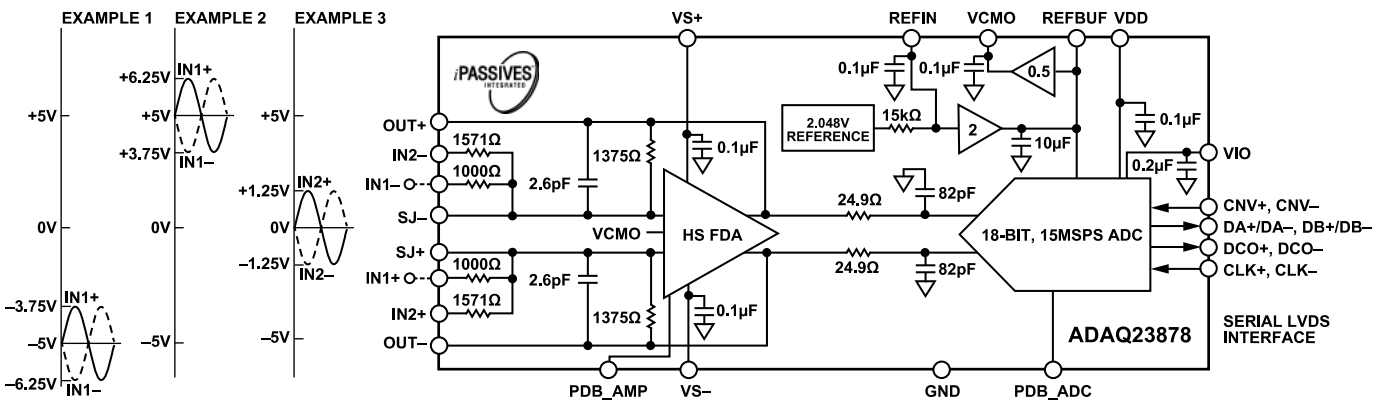 EXAMPLE 1 EXAMPLE 2 EXAMPLE 3
+5V
0V
–3.75V
–5V
–6.25V
IN1+
IN1–
+6.25V
+5V
+3.75V
0V
–5V
IN1+
IN1–
+5V
+1.25V
0V
–1.25V
–5V
IN2+
IN2–
VS+
REFIN
VCMO
REFBUF
VDD
iPASSIVES
INTEGRATED
0.1µF
0.1µF
0.5
2.048V
REFERENCE
15kΩ
2
10µF
0.1µF
0.2µF
VIO
OUT+
IN2–
IN1–
SJ–
SJ+
IN1+
IN2+
OUT–
1571Ω
1000Ω
2.6pF
1375Ω
0.1µF
VCMO
HS FDA
1000Ω
1571Ω
2.6pF
1375Ω
0.1µF
24.9Ω
82pF
24.9Ω
82pF
18-BIT, 15MSPS ADC
CNV+, CNV–
DA+/DA–, DB+/DB–
DCO+, DCO–
CLK+, CLK–
SERIAL LVDS
INTERFACE
ADAQ23878
PDB_AMP
VS–
GND
PDB_ADC